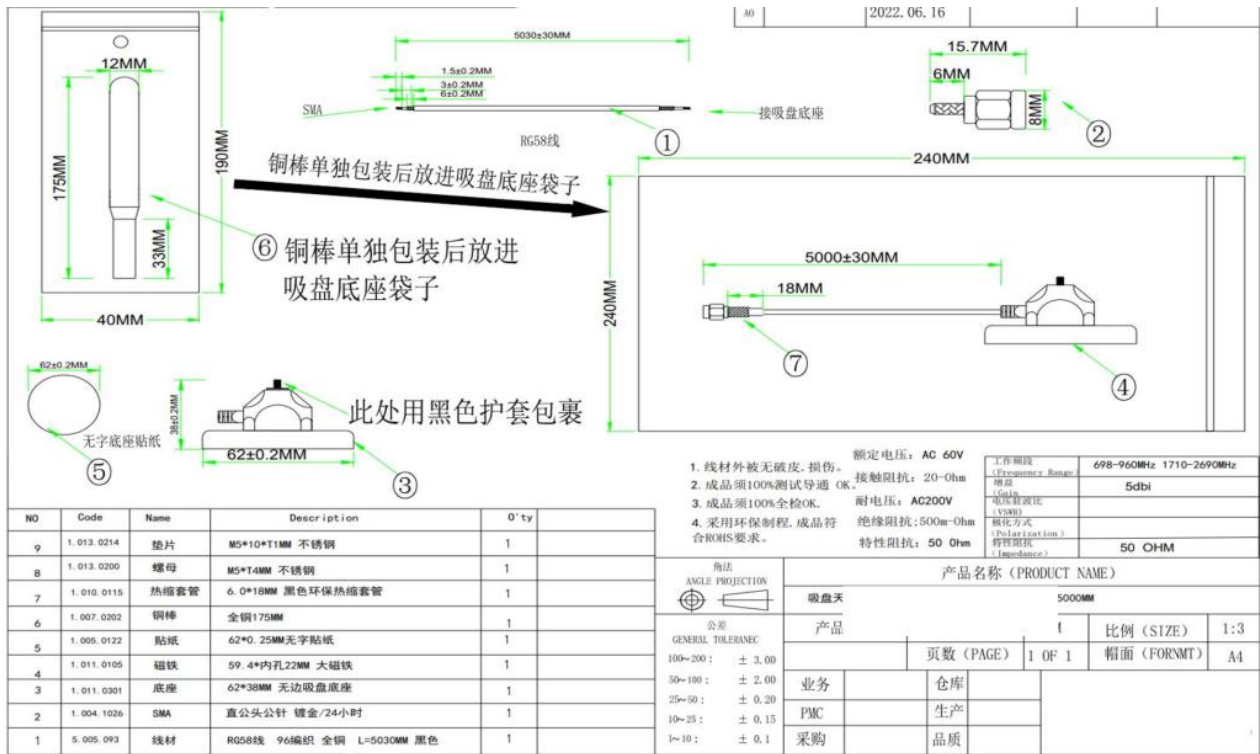 A0 2022.06.16
12MM
175MM
33MM
190MM
40MM
⑥ 铜棒单独包装后放进
吸盘底座袋子
5030±30MM
1.5±0.2MM
3±0.2MM
6±0.2MM
SMA
接吸盘底座
①
RG58线
15.7MM
6MM
8MM
②
铜棒单独包装后放进吸盘底座袋子
240MM
240MM
5000±30MM
18MM
⑦
④
62±0.2MM
无字底座贴纸
⑤
38±0.2MM
此处用黑色护套包裹
62±0.2MM
③
1. 线材外被无破皮.损伤。
2. 成品须100%测试导通 OK.
3. 成品须100%全检OK.
4. 采用环保制程.成品符
合ROHS要求。
额定电压: AC 60V
接触阻抗: 20-Ohm
耐电压: AC200V
绝缘阻抗:500m-Ohm
特性阻抗: 50 Ohm
工作频段
(Frequency Range) 698-960MHz 1710-2690MHz
增益
(Gain 5dbi
电压驻波比
(VSWR)
极化方式
(Polarization)
特性阻抗
(Impedance) 50 OHM
NO Code Name Description Q'ty
9 1.013.0214 垫片 M5*10*T1MM 不锈钢 1
8 1.013.0200 螺母 M5*T4MM 不锈钢 1
7 1.010.0115 热缩套管 6.0*18MM 黑色环保热缩套管 1
6 1.007.0202 铜棒 全铜175MM 1
5 1.005.0122 贴纸 62*0.25MM无字贴纸 1
4 1.011.0105 磁铁 59.4*内孔22MM 大磁铁 1
3 1.011.0301 底座 62*38MM 无边吸盘底座 1
2 1.004.1026 SMA 直公头公针 镀金/24小时 1
1 5.005.093 线材 RG58线 96编织 全铜 L=5030MM 黑色 1
角法
ANGLE PROJECTION
公差
GENERAL TOLERANEC
100~200: ± 3.00
50~100: ± 2.00
25~50: ± 0.20
10~25: ± 0.15
1~10: ± 0.1
产品名称 (PRODUCT NAME)
吸盘天 5000MM
产品 比例 (SIZE) 1:3
页数 (PAGE) 1 OF 1 幅面 (FORNMT) A4
业务 仓库
PMC 生产
采购 品质